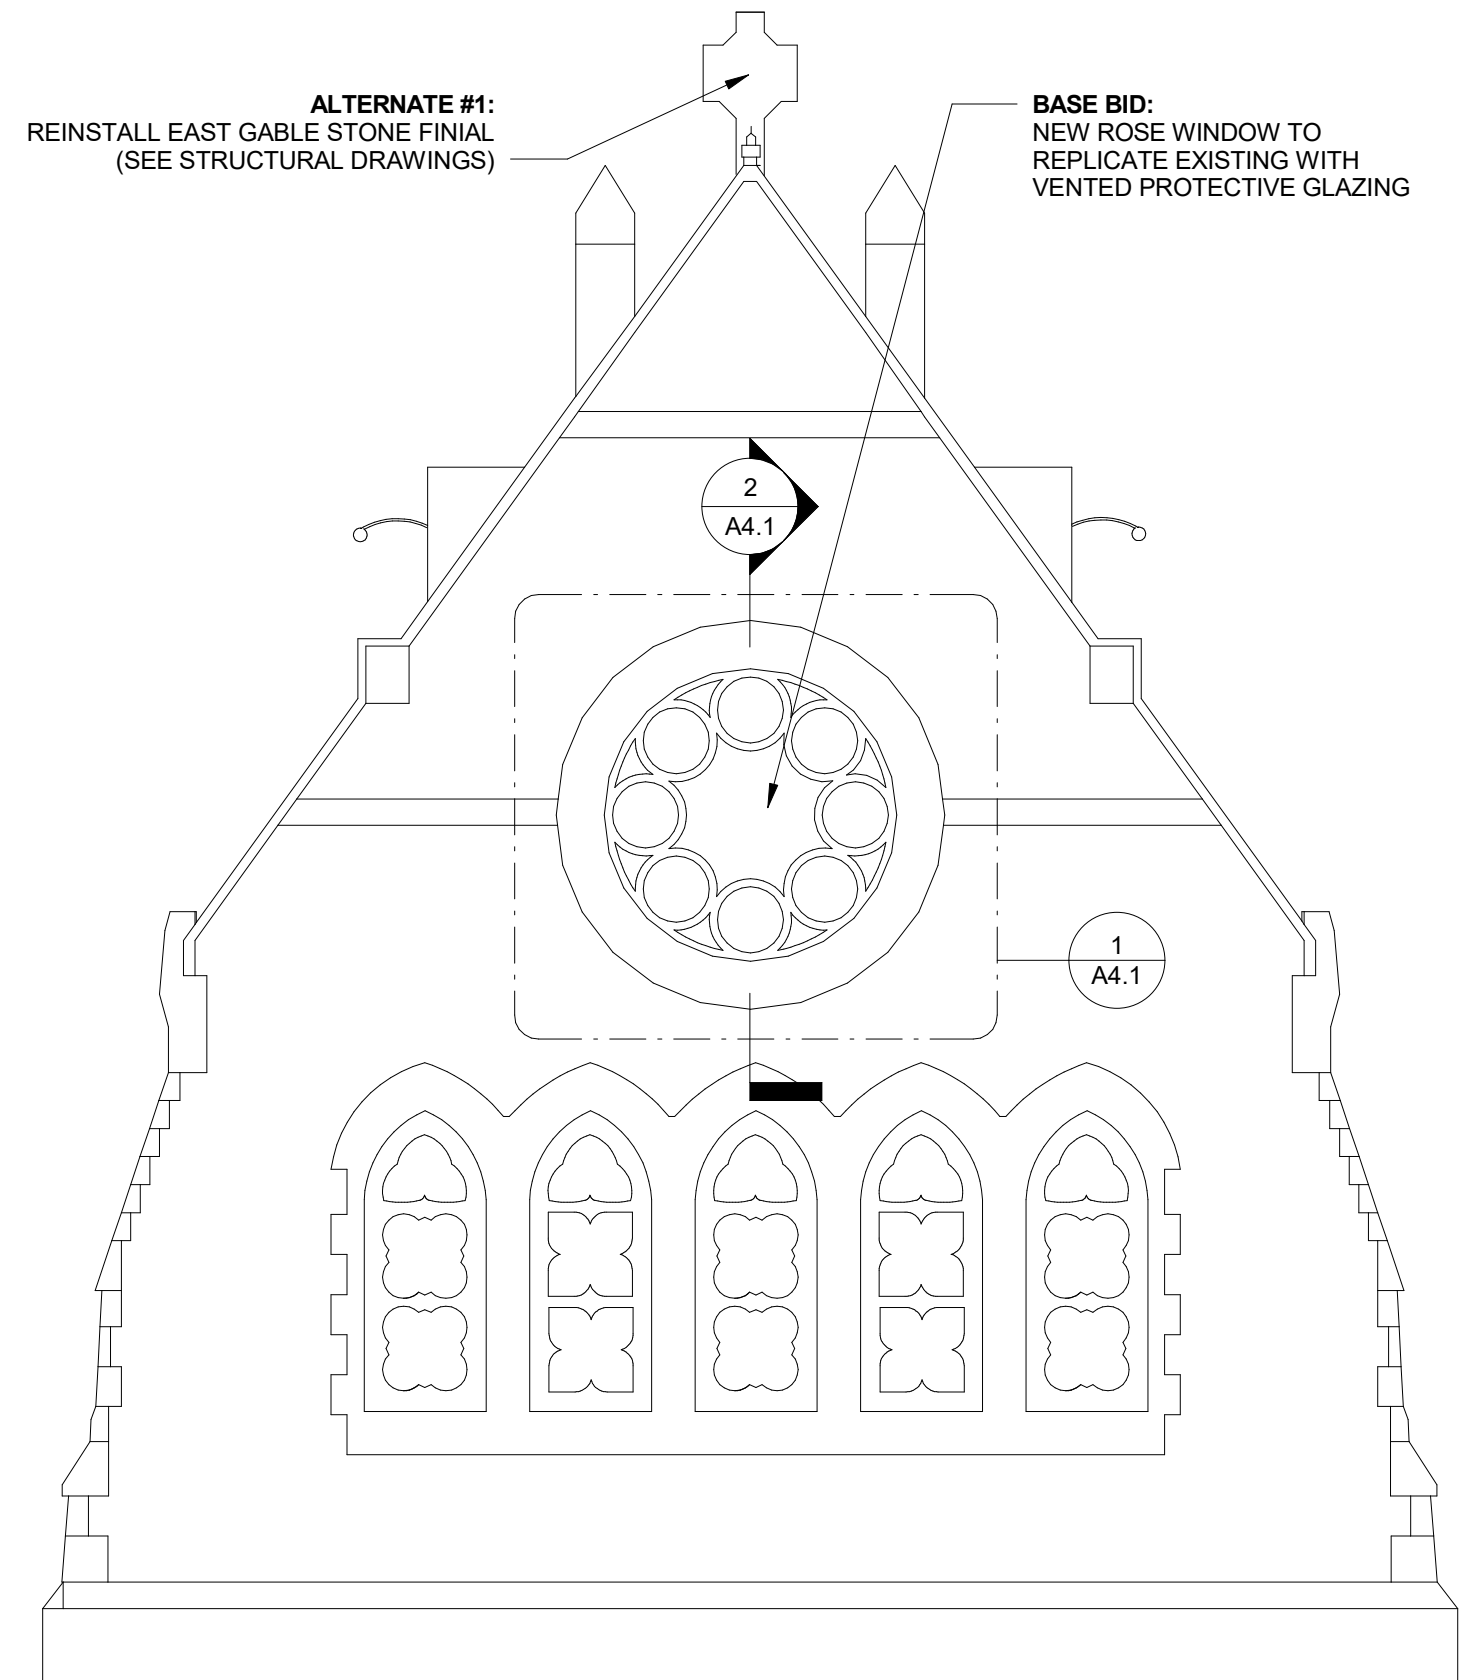 ALTERNATE #1:
REINSTALL EAST GABLE STONE FINIAL
(SEE STRUCTURAL DRAWINGS)
BASE BID:
NEW ROSE WINDOW TO
REPLICATE EXISTING WITH
VENTED PROTECTIVE GLAZING
2
A4.1
1
A4.1